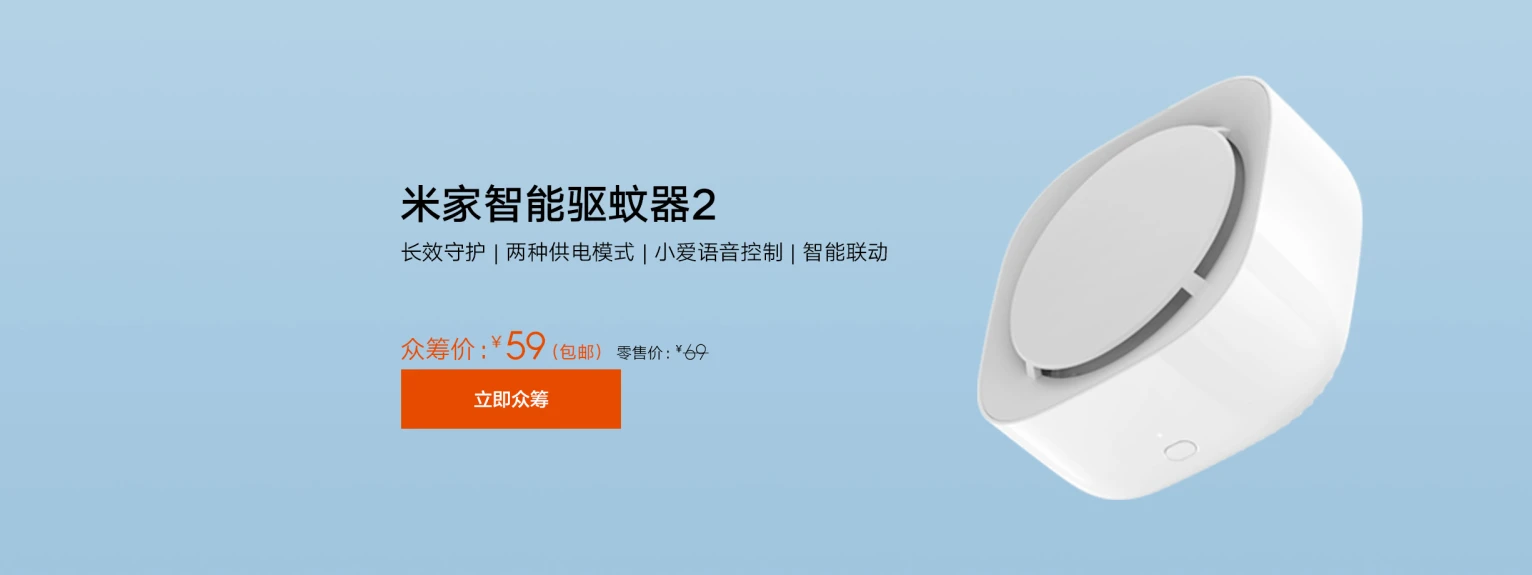 米家智能驱蚊器2
长效守护 | 两种供电模式 | 小爱语音控制 | 智能联动
众筹价:¥59(包邮) 零售价:¥69
立即众筹